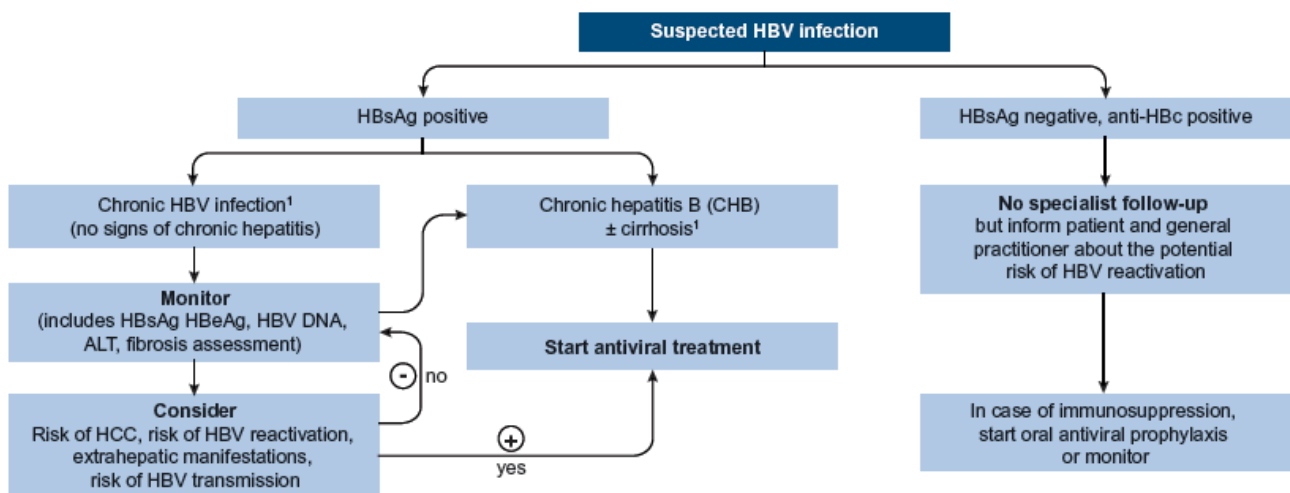 Suspected HBV infection
HBsAg positive
HBsAg negative, anti-HBc positive
Chronic HBV infection¹
(no signs of chronic hepatitis)
Chronic hepatitis B (CHB)
± cirrhosis¹
No specialist follow-up
but inform patient and general
practitioner about the potential
risk of HBV reactivation
Monitor
(includes HBsAg HBeAg, HBV DNA,
ALT, fibrosis assessment)
Start antiviral treatment
- no
Consider
Risk of HCC, risk of HBV reactivation,
extrahepatic manifestations,
risk of HBV transmission
+
yes
In case of immunosuppression,
start oral antiviral prophylaxis
or monitor